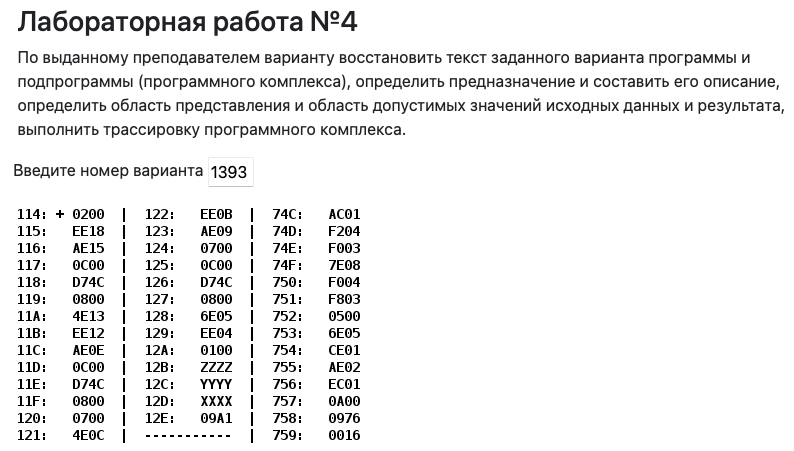 Лабораторная работа №4
По выданному преподавателем варианту восстановить текст заданного варианта программы и
подпрограммы (программного комплекса), определить предназначение и составить его описание,
определить область представления и область допустимых значений исходных данных и результата,
выполнить трассировку программного комплекса.
Введите номер варианта 1393
114: + 0200 | 122: EE0B | 74C: AC01
115: EE18 | 123: AE09 | 74D: F204
116: AE15 | 124: 0700 | 74E: F003
117: 0C00 | 125: 0C00 | 74F: 7E08
118: D74C | 126: D74C | 750: F004
119: 0800 | 127: 0800 | 751: F803
11A: 4E13 | 128: 6E05 | 752: 0500
11B: EE12 | 129: EE04 | 753: 6E05
11C: AE0E | 12A: 0100 | 754: CE01
11D: 0C00 | 12B: ZZZZ | 755: AE02
11E: D74C | 12C: YYYY | 756: EC01
11F: 0800 | 12D: XXXX | 757: 0A00
120: 0700 | 12E: 09A1 | 758: 0976
121: 4E0C | ----------- | 759: 0016